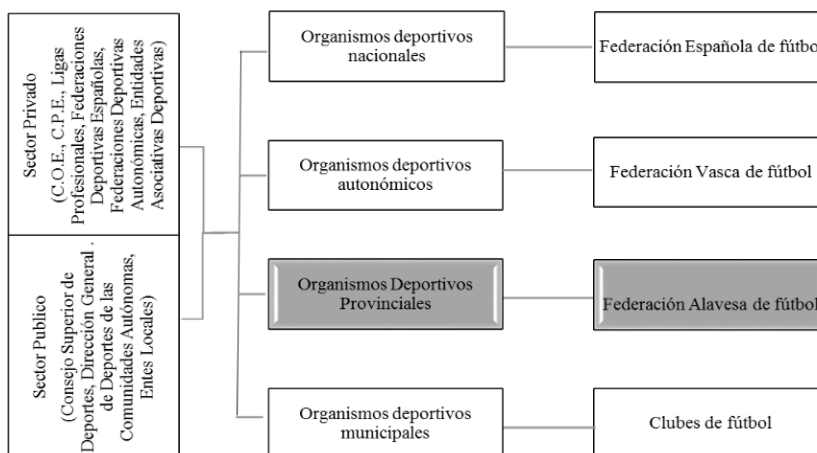 Sector Privado
(C.O.E., C.P.E., Ligas
Profesionales, Federaciones
Deportivas Españolas,
Federaciones Deportivas
Autonómicas, Entidades
Asociativas Deportivas)
Sector Publico
(Consejo Superior de
Deportes, Dirección General .
de Deportes de las
Comunidades Autónomas,
Entes Locales)
Organismos deportivos
nacionales
Federación Española de fútbol
Organismos deportivos
autonómicos
Federación Vasca de fútbol
Organismos Deportivos
Provinciales
Federación Alavesa de fútbol
Organismos deportivos
municipales
Clubes de fútbol